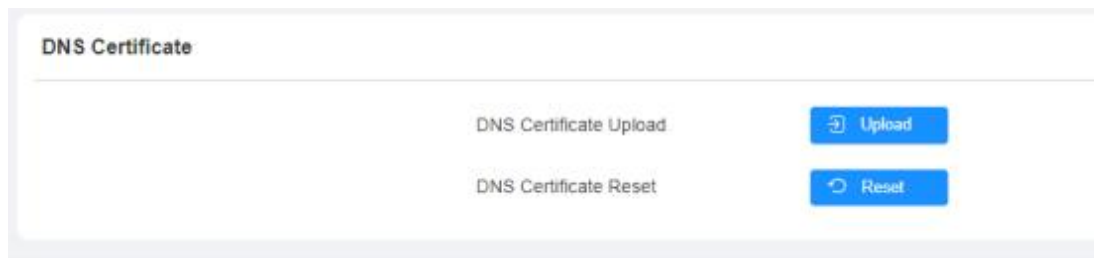 DNS Certificate
DNS Certificate Upload Upload
DNS Certificate Reset Reset